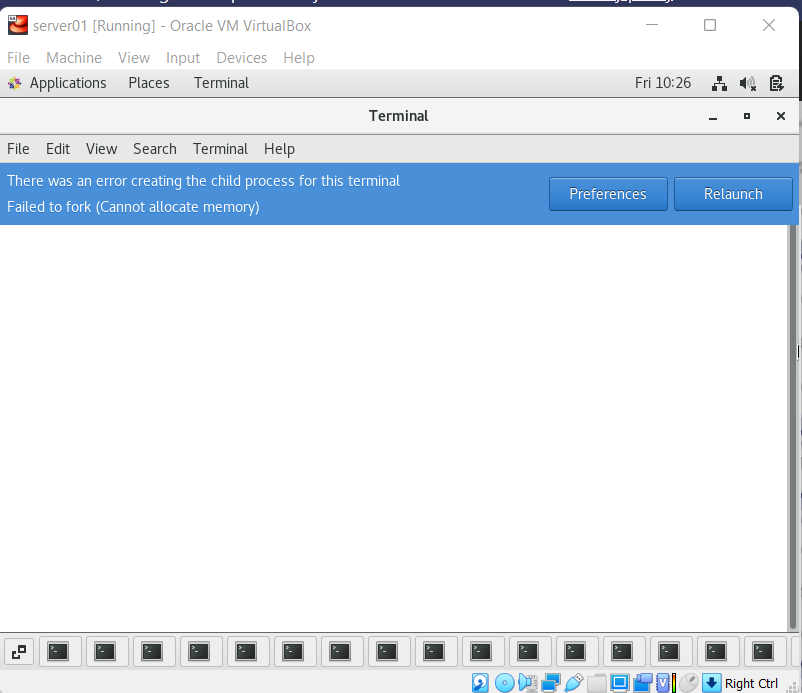 server01 [Running] - Oracle VM VirtualBox
File Machine View Input Devices Help
Applications Places Terminal Fri 10:26
Terminal
File Edit View Search Terminal Help
There was an error creating the child process for this terminal
Failed to fork (Cannot allocate memory)
Preferences Relaunch
Right Ctrl